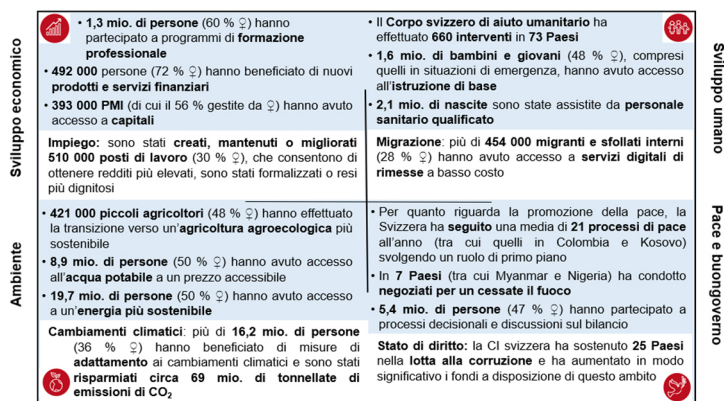 Sviluppo economico
• 1,3 mio. di persone (60 % ♀) hanno
partecipato a programmi di formazione
professionale
• 492 000 persone (72 % ♀) hanno beneficiato di nuovi
prodotti e servizi finanziari
• 393 000 PMI (di cui il 56 % gestite da ♀) hanno avuto
accesso a capitali
Impiego: sono stati creati, mantenuti o migliorati
510 000 posti di lavoro (30 % ♀), che consentono di
ottenere redditi più elevati, sono stati formalizzati o resi
più dignitosi
Sviluppo umano
• Il Corpo svizzero di aiuto umanitario ha
effettuato 660 interventi in 73 Paesi
• 1,6 mio. di bambini e giovani (48 % ♀), compresi
quelli in situazioni di emergenza, hanno avuto accesso
all'istruzione di base
• 2,1 mio. di nascite sono state assistite da personale
sanitario qualificato
Migrazione: più di 454 000 migranti e sfollati interni
(28 % ♀) hanno avuto accesso a servizi digitali di
rimesse a basso costo
Ambiente
• 421 000 piccoli agricoltori (48 % ♀) hanno effettuato
la transizione verso un'agricoltura agroecologica più
sostenibile
• 8,9 mio. di persone (50 % ♀) hanno avuto accesso
all'acqua potabile a un prezzo accessibile
• 19,7 mio. di persone (50 % ♀) hanno avuto accesso
a un'energia più sostenibile
Cambiamenti climatici: più di 16,2 mio. di persone
(36 % ♀) hanno beneficiato di misure di
adattamento ai cambiamenti climatici e sono stati
risparmiati circa 69 mio. di tonnellate di
emissioni di CO₂
Pace e buongoverno
• Per quanto riguarda la promozione della pace, la
Svizzera ha seguito una media di 21 processi di pace
all'anno (tra cui quelli in Colombia e Kosovo)
svolgendo un ruolo di primo piano
• In 7 Paesi (tra cui Myanmar e Nigeria) ha condotto
negoziati per un cessate il fuoco
• 5,4 mio. di persone (47 % ♀) hanno partecipato a
processi decisionali e discussioni sul bilancio
Stato di diritto: la CI svizzera ha sostenuto 25 Paesi
nella lotta alla corruzione e ha aumentato in modo
significativo i fondi a disposizione di questo ambito